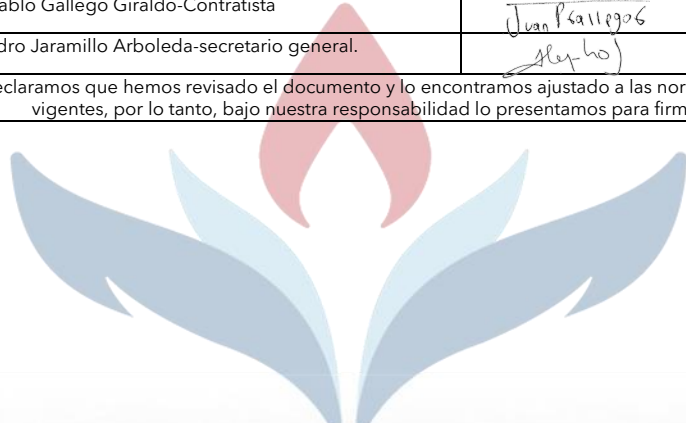 ablo Gallego Giraldo-Contratista
Juan PGallegoG
dro Jaramillo Arboleda-secretario general.
eclaramos que hemos revisado el documento y lo encontramos ajustado a las nor
vigentes, por lo tanto, bajo nuestra responsabilidad lo presentamos para firm